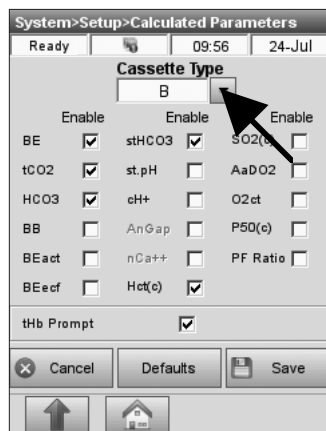 System>Setup>Calculated Parameters
Ready 09:56 24-Jul
Cassette Type
B
Enable Enable Enable
BE stHCO3 SO2(c)
tCO2 st.pH AaDO2
HCO3 cH+ O2ct
BB AnGap P50(c)
BEact nCa++ PF Ratio
BEecf Hct(c)
tHb Prompt
Cancel Defaults Save